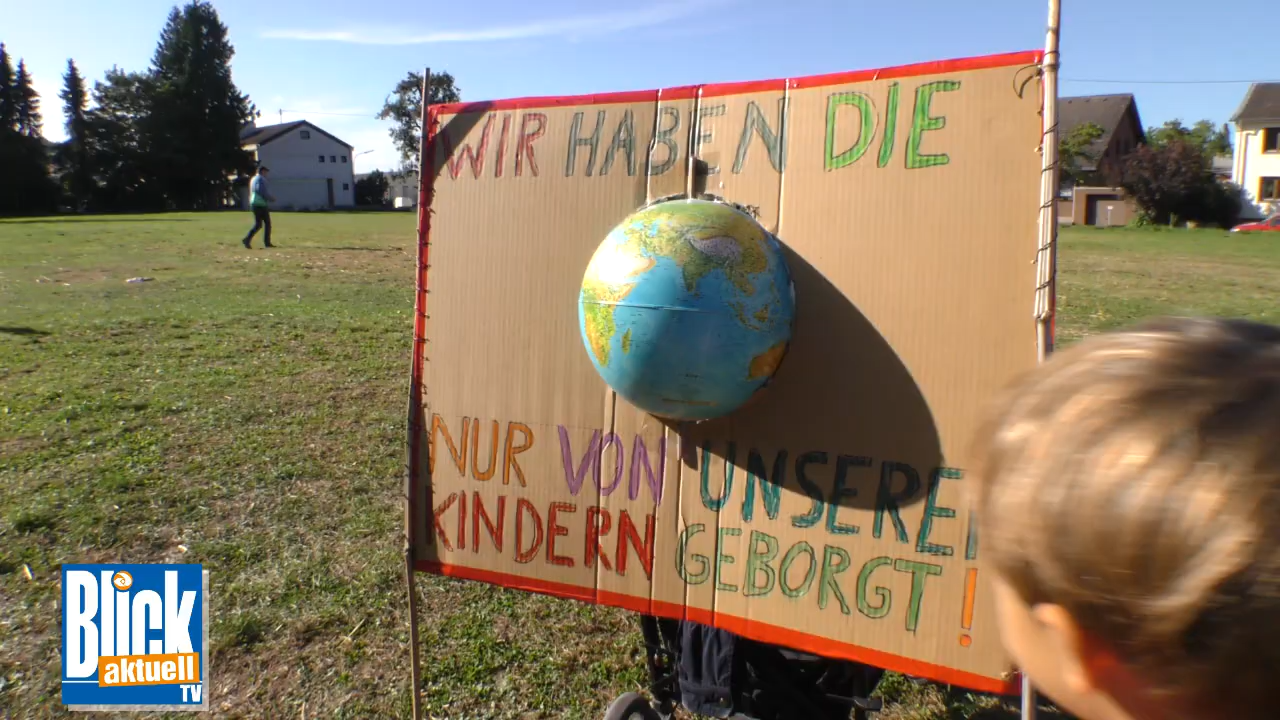 WIR HABEN DIE
NUR VON UNSEREN
KINDERN GEBORGT!
Blick
aktuell
TV